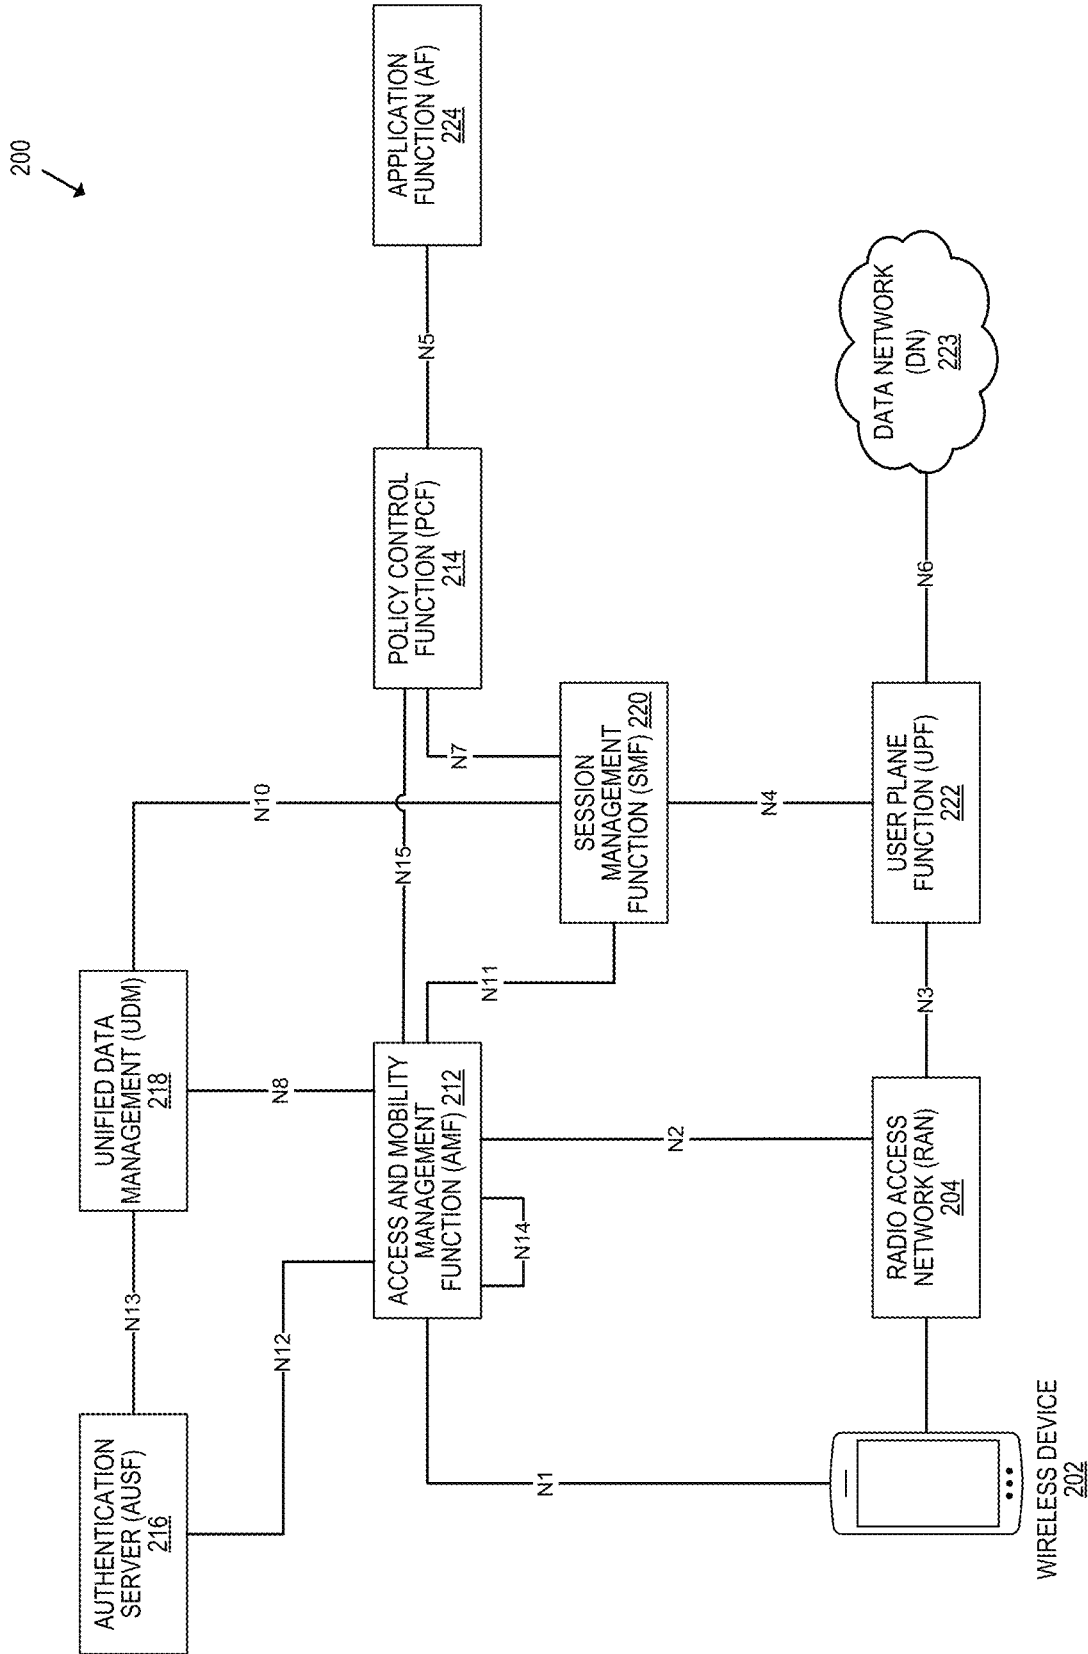 200
AUTHENTICATION
SERVER (AUSF)
216
N13
UNIFIED DATA
MANAGEMENT (UDM)
218
N12
N8
N10
ACCESS AND MOBILITY
MANAGEMENT
FUNCTION (AMF) 212
N15
POLICY CONTROL
FUNCTION (PCF)
214
N5
APPLICATION
FUNCTION (AF)
224
N14
N11
N7
SESSION
MANAGEMENT
FUNCTION (SMF) 220
N1
N2
N4
WIRELESS DEVICE
202
RADIO ACCESS
NETWORK (RAN)
204
N3
USER PLANE
FUNCTION (UPF)
222
N6
DATA NETWORK
(DN)
223